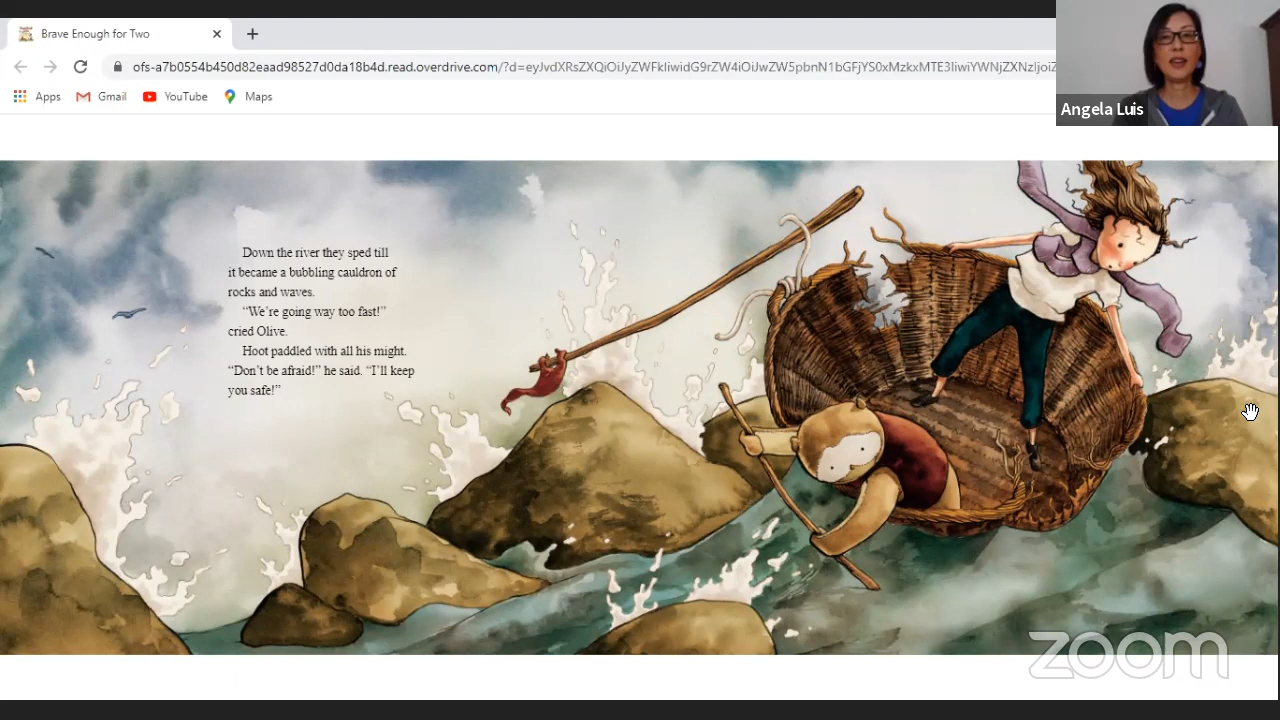 Brave Enough for Two
ofs-a7b0554b450d82eaad98527d0da18b4d.read.overdrive.com
Apps
Gmail
YouTube
Maps
Angela Luis
Down the river they sped till
it became a bubbling cauldron of
rocks and waves.
“We’re going way too fast!”
cried Olive.
Hoot paddled with all his might.
“Don’t be afraid!” he said. “I’ll keep
you safe!”
zoom